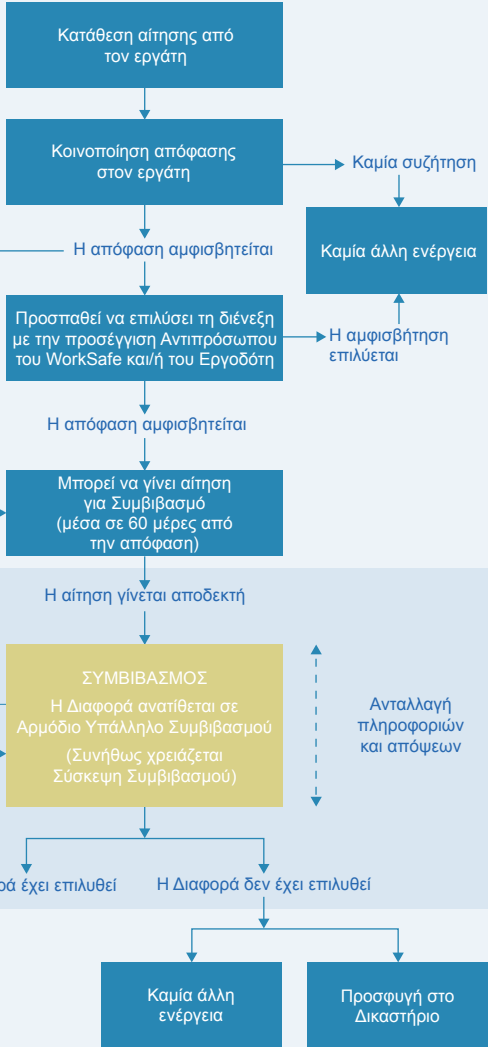 Κατάθεση αίτησης από
τον εργάτη
Κοινοποίηση απόφασης
στον εργάτη
Καμία συζήτηση
Η απόφαση αμφισβητείται
Καμία άλλη ενέργεια
Προσπαθεί να επιλύσει τη διένεξη
με την προσέγγιση Αντιπρόσωπου
του WorkSafe και/ή του Εργοδότη
Η αμφισβήτηση
επιλύεται
Η απόφαση αμφισβητείται
Μπορεί να γίνει αίτηση
για Συμβιβασμό
(μέσα σε 60 μέρες από
την απόφαση)
Η αίτηση γίνεται αποδεκτή
ΣΥΜΒΙΒΑΣΜΟΣ
Η Διαφορά ανατίθεται σε
Αρμόδιο Υπάλληλο Συμβιβασμού
(Συνήθως χρειάζεται
Σύσκεψη Συμβιβασμού)
Ανταλλαγή
πληροφοριών
και απόψεων
ρά έχει επιλυθεί
Η Διαφορά δεν έχει επιλυθεί
Καμία άλλη
ενέργεια
Προσφυγή στο
Δικαστήριο